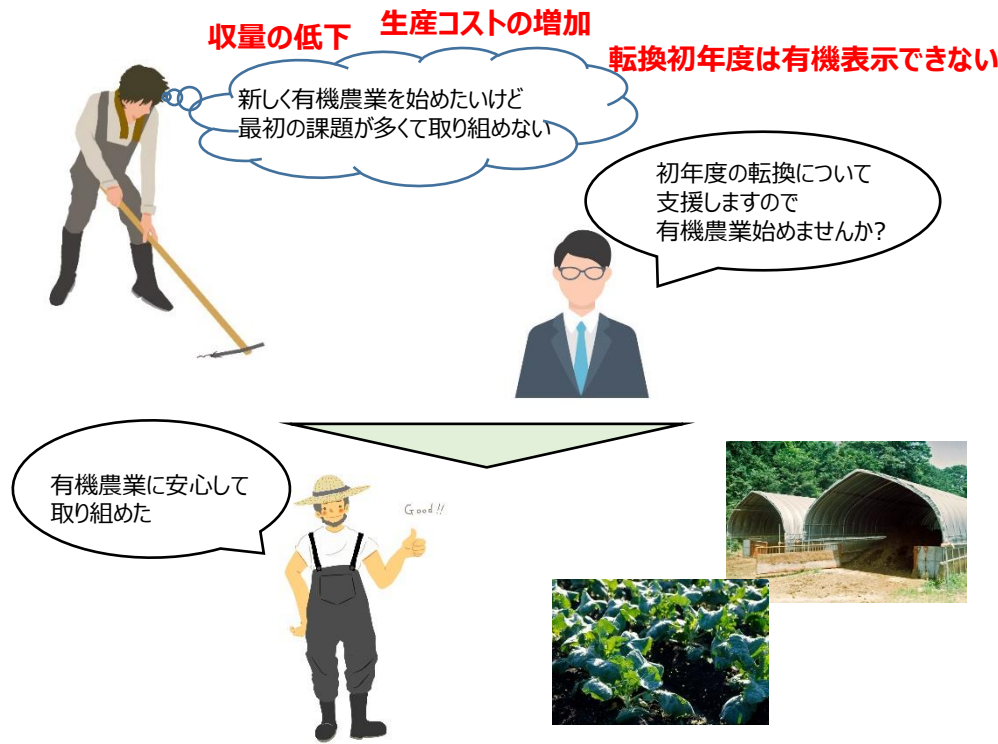 収量の低下
生産コストの増加
転換初年度は有機表示できない
新しく有機農業を始めたいけど
最初の課題が多くて取り組めない
初年度の転換について
支援しますので
有機農業始めませんか?
有機農業に安心して
取り組めた
Good!!